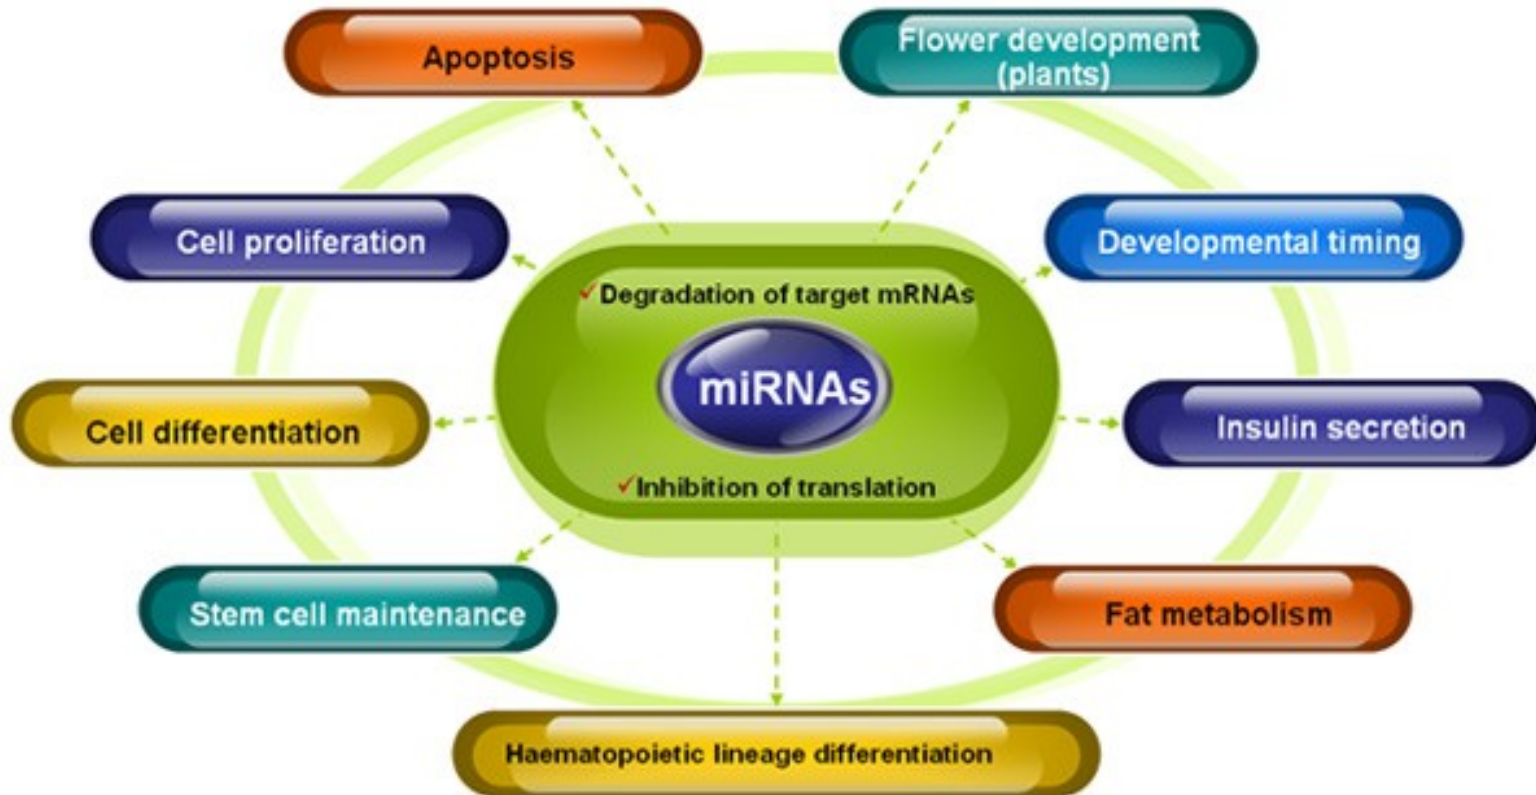 Apoptosis
Flower development
(plants)
Cell proliferation
Developmental timing
✓Degradation of target mRNAs
miRNAs
✓Inhibition of translation
Cell differentiation
Insulin secretion
Stem cell maintenance
Fat metabolism
Haematopoietic lineage differentiation